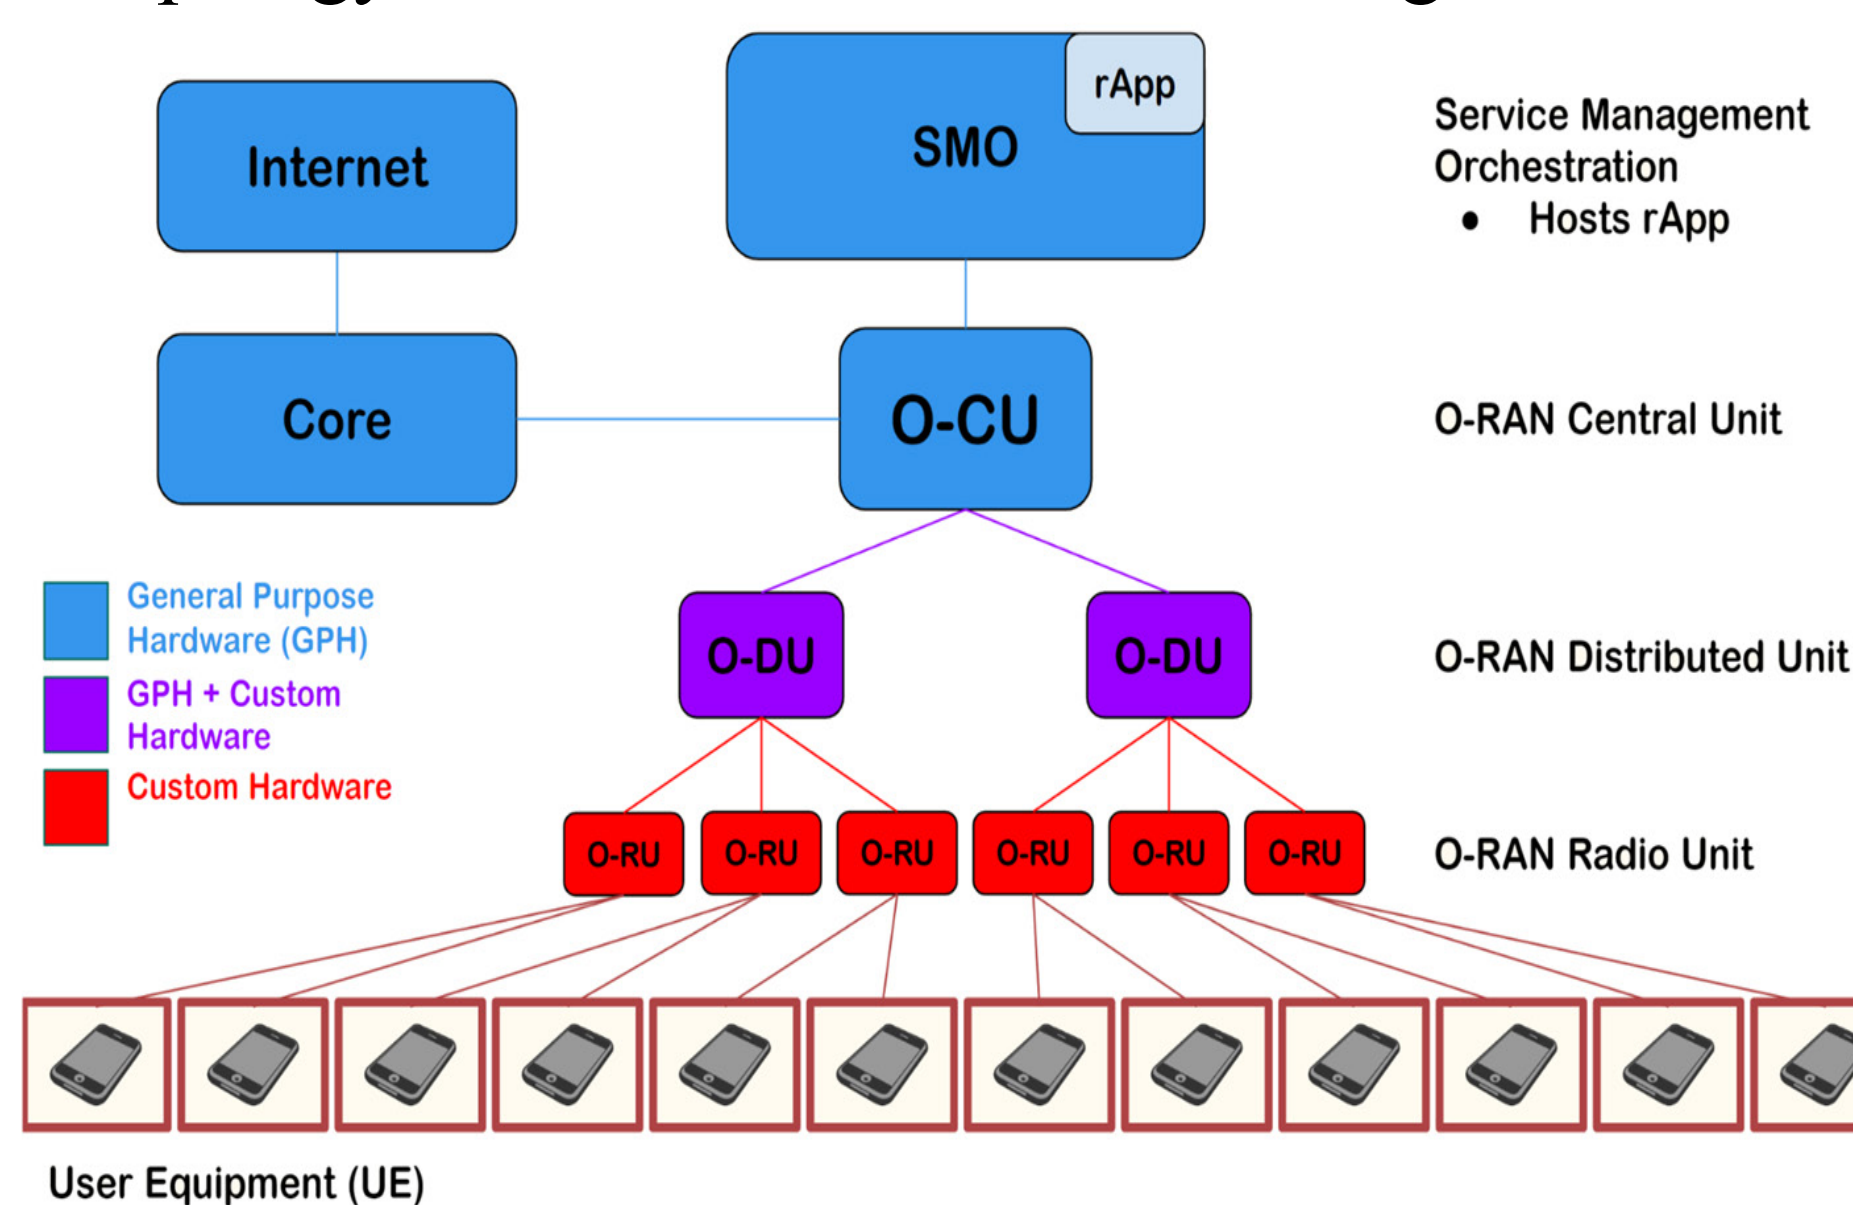 rApp
SMO
Internet
Service Management
Orchestration
● Hosts rApp
Core
O-CU
O-RAN Central Unit
General Purpose
Hardware (GPH)
GPH + Custom
Hardware
Custom Hardware
O-DU
O-DU
O-RAN Distributed Unit
O-RU
O-RU
O-RU
O-RU
O-RU
O-RU
O-RAN Radio Unit
User Equipment (UE)